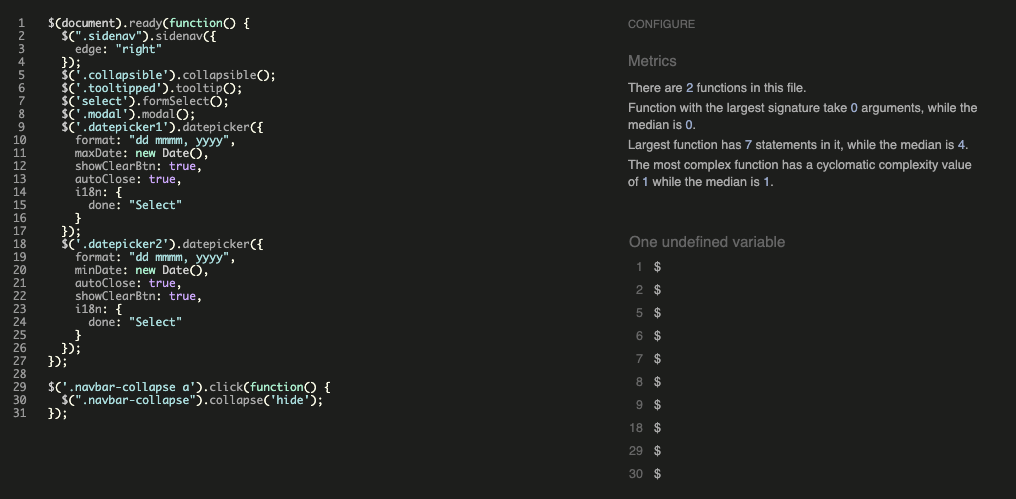 1 $(document).ready(function() {
2 $(".sidenav").sidenav({
3 edge: "right"
4 });
5 $('.collapsible').collapsible();
6 $('.tooltipped').tooltip();
7 $('select').formSelect();
8 $('.modal').modal();
9 $('.datepicker1').datepicker({
10 format: "dd mmmm, yyyy",
11 maxDate: new Date(),
12 showClearBtn: true,
13 autoClose: true,
14 i18n: {
15 done: "Select"
16 }
17 });
18 $('.datepicker2').datepicker({
19 format: "dd mmmm, yyyy",
20 minDate: new Date(),
21 autoClose: true,
22 showClearBtn: true,
23 i18n: {
24 done: "Select"
25 }
26 });
27 });
28
29 $('.navbar-collapse a').click(function() {
30 $(".navbar-collapse").collapse('hide');
31 });
CONFIGURE
Metrics
There are 2 functions in this file.
Function with the largest signature take 0 arguments, while the
median is 0.
Largest function has 7 statements in it, while the median is 4.
The most complex function has a cyclomatic complexity value
of 1 while the median is 1.
One undefined variable
1 $
2 $
5 $
6 $
7 $
8 $
9 $
18 $
29 $
30 $